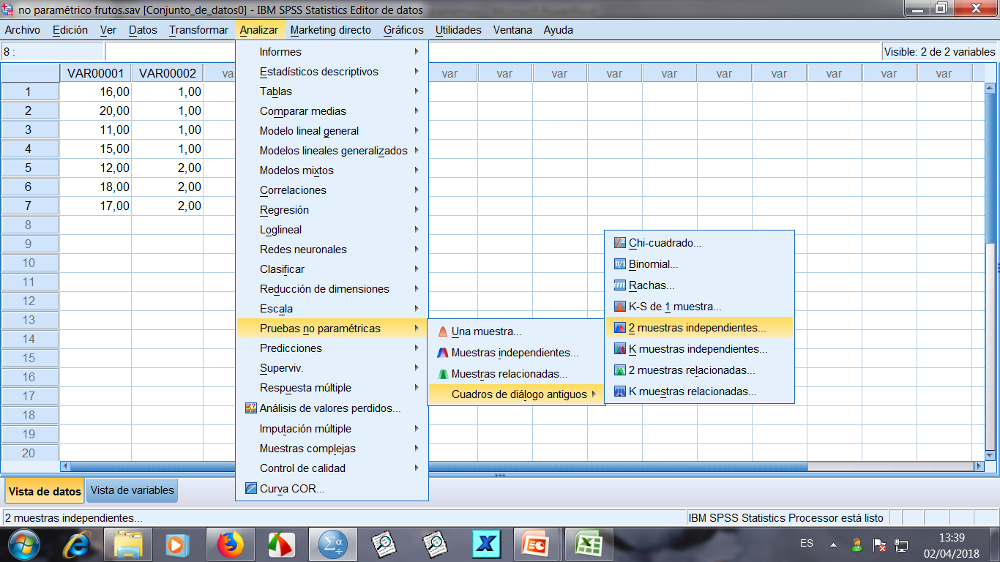 no paramétrico frutos.sav [Conjunto_de_datos0] - IBM SPSS Statistics Editor de datos
Archivo Edición Ver Datos Transformar Analizar Marketing directo Gráficos Utilidades Ventana Ayuda
8 : Visible: 2 de 2 variables
VAR00001 VAR00002 va var var var var var var var var var var
1 16,00 1,00
2 20,00 1,00
3 11,00 1,00
4 15,00 1,00
5 12,00 2,00
6 18,00 2,00
7 17,00 2,00
8
9
10
11
12
13
14
15
16
17
18
19
20
Informes
Estadísticos descriptivos
Tablas
Comparar medias
Modelo lineal general
Modelos lineales generalizados
Modelos mixtos
Correlaciones
Regresión
Loglineal
Redes neuronales
Clasificar
Reducción de dimensiones
Escala
Pruebas no paramétricas
Predicciones
Superviv.
Respuesta múltiple
Análisis de valores perdidos...
Imputación múltiple
Muestras complejas
Control de calidad
Curva COR...
Una muestra...
Muestras independientes...
Muestras relacionadas...
Cuadros de diálogo antiguos
Chi-cuadrado...
Binomial...
Rachas...
K-S de 1 muestra...
2 muestras independientes...
K muestras independientes...
2 muestras relacionadas...
K muestras relacionadas...
Vista de datos Vista de variables
2 muestras independientes... IBM SPSS Statistics Processor está listo
ES 13:39
02/04/2018